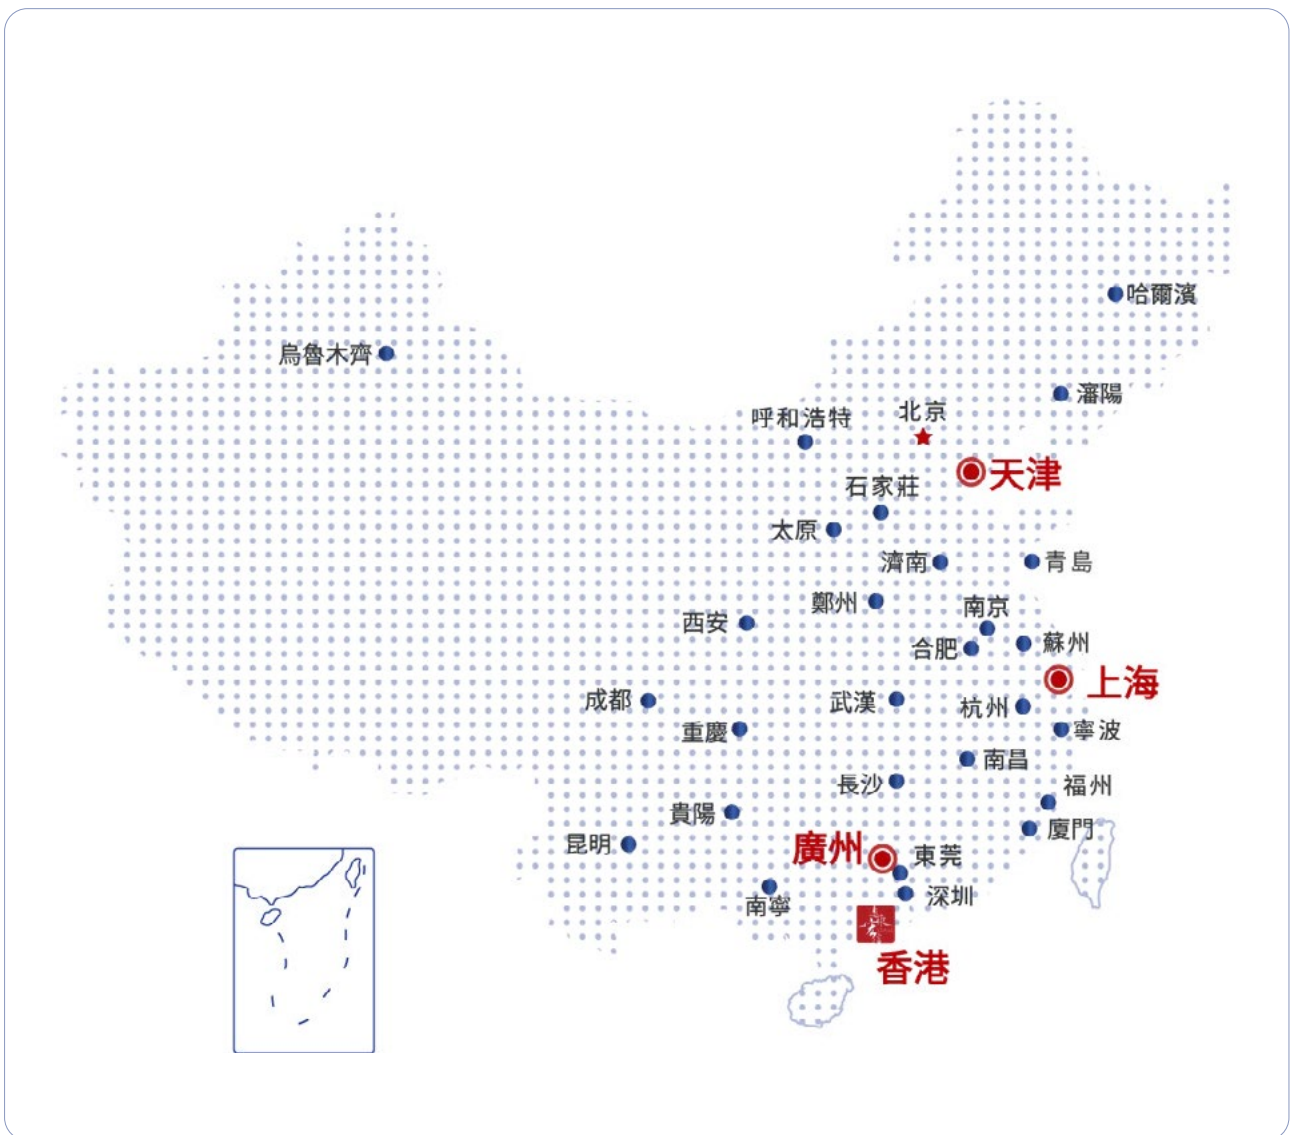 哈爾濱
烏魯木齊
瀋陽
北京
呼和浩特
天津
石家莊
太原
濟南
青島
鄭州
南京
西安
蘇州
合肥
上海
成都
武漢
杭州
重慶
寧波
南昌
長沙
福州
貴陽
廈門
昆明
廣州
東莞
深圳
南寧
香港